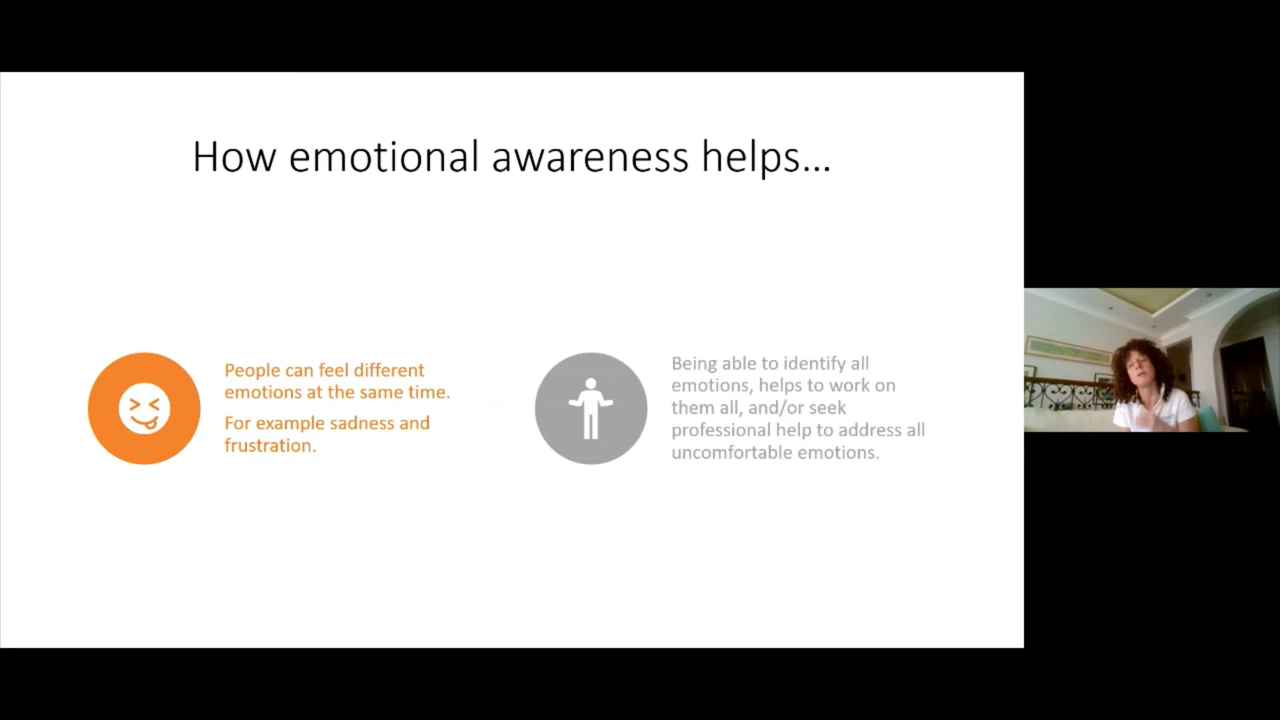 How emotional awareness helps...
People can feel different
emotions at the same time.
For example sadness and
frustration.
Being able to identify all
emotions, helps to work on
them all, and/or seek
professional help to address all
uncomfortable emotions.